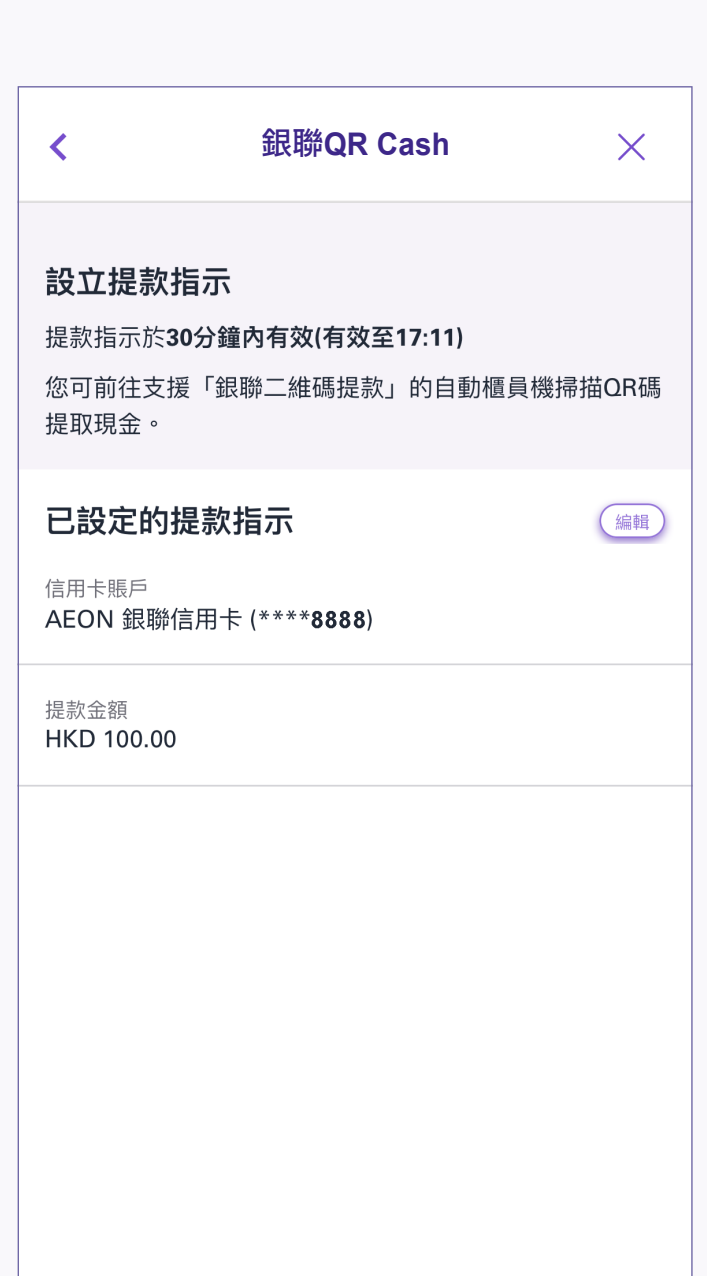 銀聯QR Cash
設立提款指示
提款指示於30分鐘內有效(有效至17:11)
您可前往支援「銀聯二維碼提款」的自動櫃員機掃描QR碼
提取現金。
已設定的提款指示
編輯
信用卡賬戶
AEON 銀聯信用卡 (****8888)
提款金額
HKD 100.00